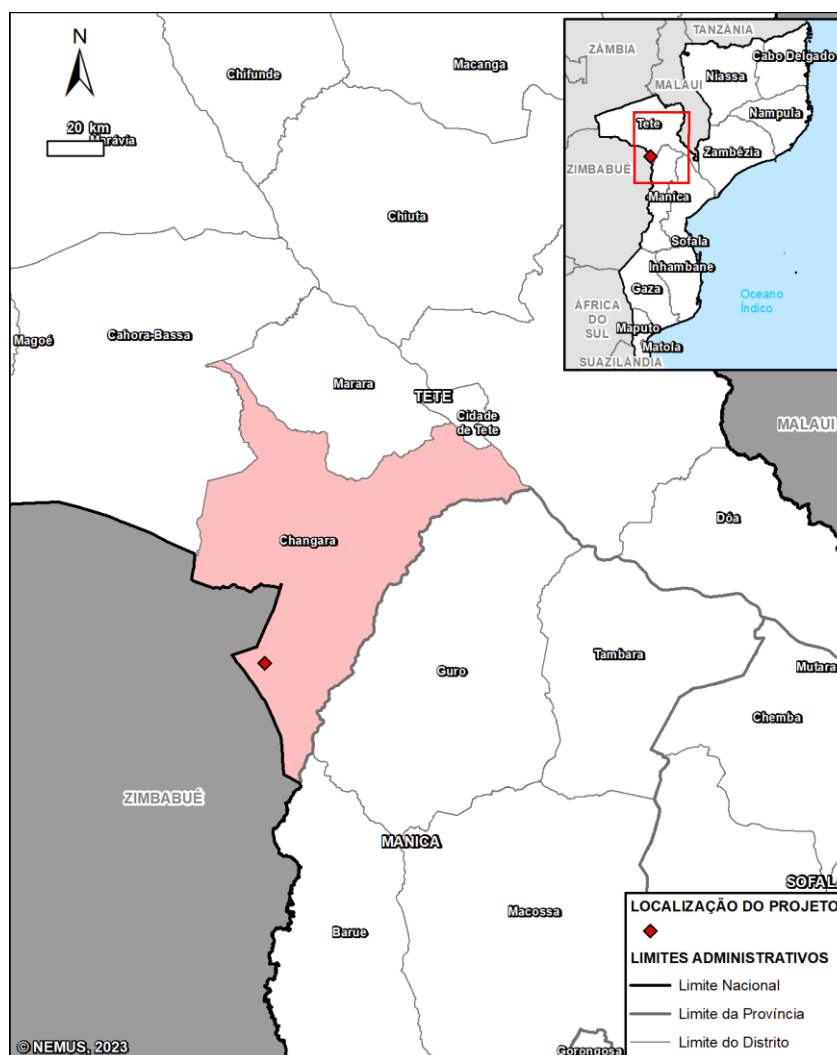 N
20 km
Marávia
Chifunde
Macanga
Chiuta
Magoé
Cahora-Bassa
Marara
TETE
Cidade
de Tete
MALAUI
Changara
Dôa
Guro
Tambara
Mutara
Chemba
ZIMBABUÉ
MANICA
SOFALA
Barue
Macossa
Gorongosa
© NEMUS, 2023
TANZÂNIA
ZÂMBIA
Cabo Delgado
Niassa
MALAUI
Nampula
Tete
Zambézia
ZIMBABUÉ
Manica
Sofala
Inhambane
Gaza
Oceano
Índico
ÁFRICA
DO
SUL
Maputo
Matola
SUAZILÂNDIA
LOCALIZAÇÃO DO PROJETO
LIMITES ADMINISTRATIVOS
Limite Nacional
Limite da Província
Limite do Distrito